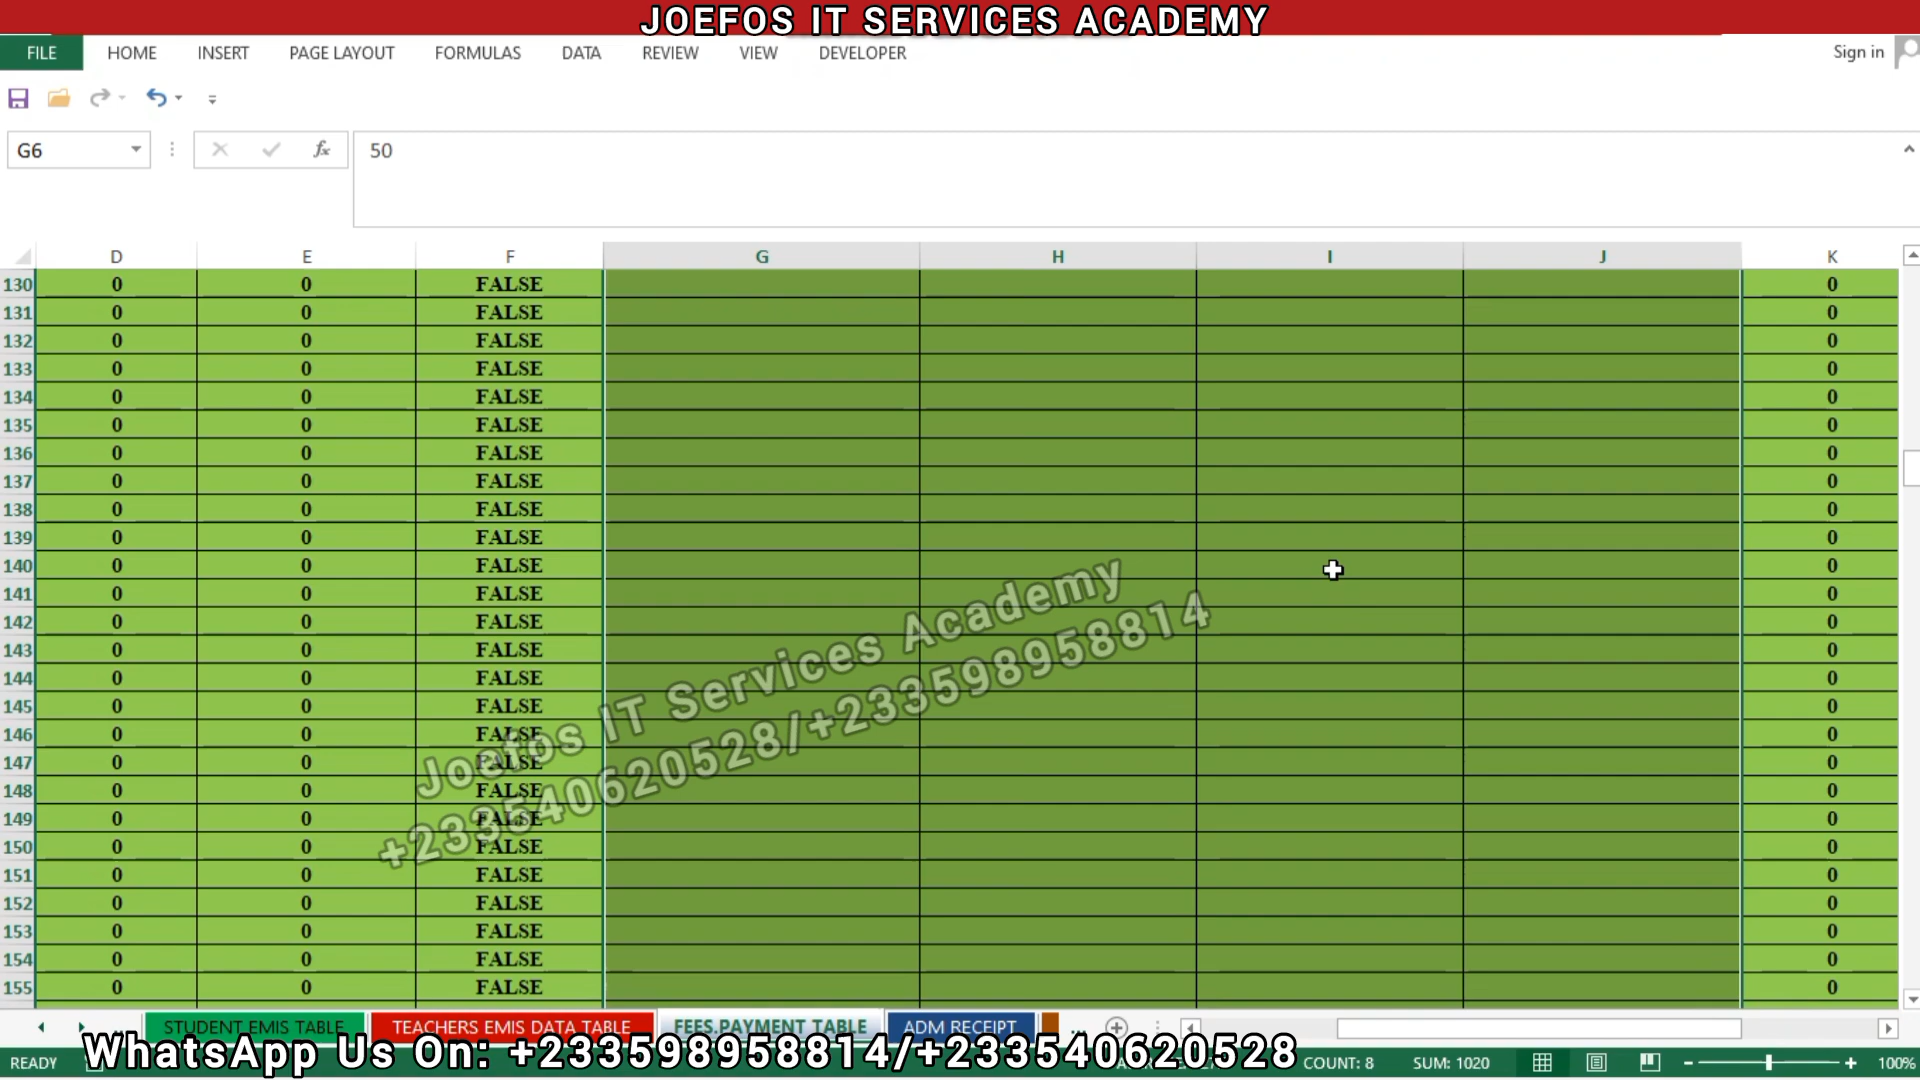 JOEFOS IT SERVICES ACADEMY
FILE HOME INSERT PAGE LAYOUT FORMULAS DATA REVIEW VIEW DEVELOPER Sign in
G6 fx 50
D E F G H I J K
130 0 0 FALSE 0
131 0 0 FALSE 0
132 0 0 FALSE 0
133 0 0 FALSE 0
134 0 0 FALSE 0
135 0 0 FALSE 0
136 0 0 FALSE 0
137 0 0 FALSE 0
138 0 0 FALSE 0
139 0 0 FALSE 0
140 0 0 FALSE 0
141 0 0 FALSE 0
142 0 0 FALSE 0
143 0 0 FALSE 0
144 0 0 FALSE 0
145 0 0 FALSE 0
146 0 0 FALSE 0
147 0 0 FALSE 0
148 0 0 FALSE 0
149 0 0 FALSE 0
150 0 0 FALSE 0
151 0 0 FALSE 0
152 0 0 FALSE 0
153 0 0 FALSE 0
154 0 0 FALSE 0
155 0 0 FALSE 0
Joefos IT Services Academy
+233540620528/+233598958814
STUDENT EMIS TABLE TEACHERS EMIS DATA TABLE FEES.PAYMENT TABLE ADM RECEIPT ...
WhatsApp Us On: +233598958814/+233540620528
READY COUNT: 8 SUM: 1020 100%